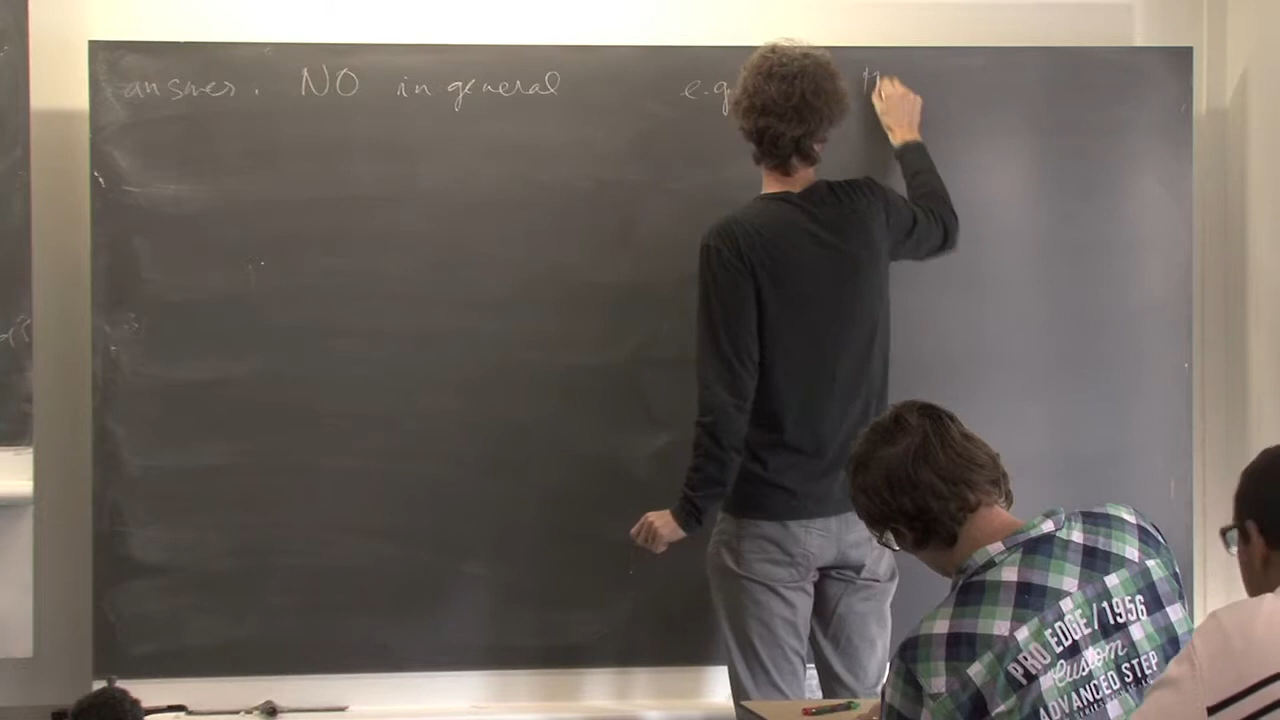 answer. NO in general e.g.
PRO EDGE / 1956
Custom
ADVANCED STEP